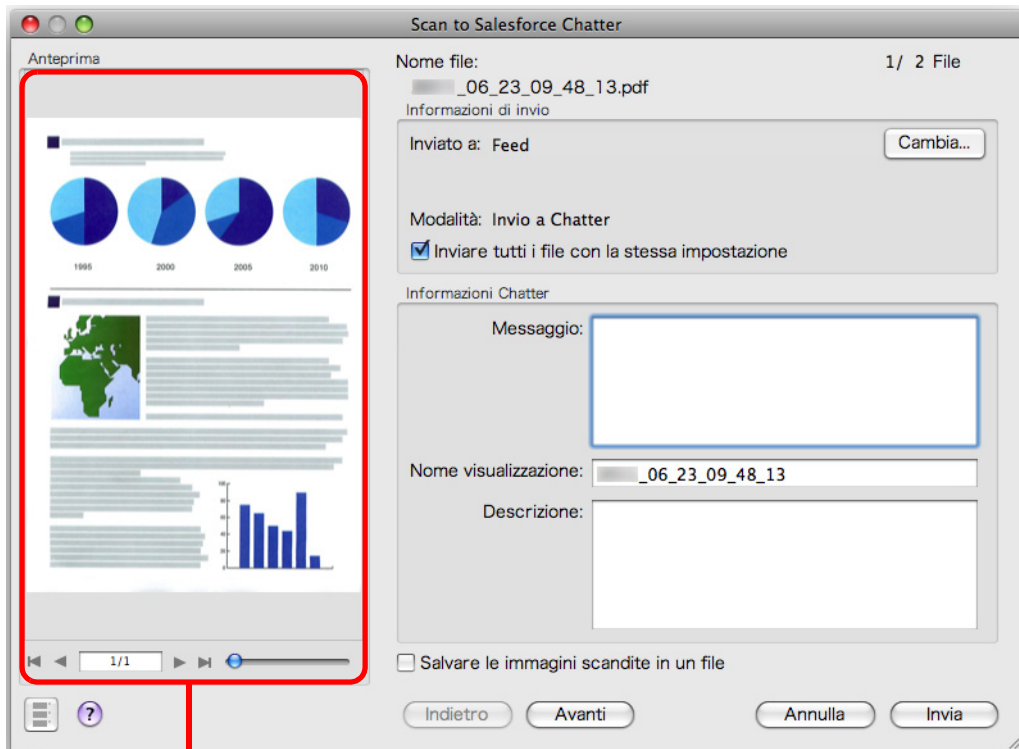 Scan to Salesforce Chatter
Anteprima
1995 2000 2005 2010
1/1
?
Nome file:
1/ 2 File
_06_23_09_48_13.pdf
Informazioni di invio
Inviato a: Feed
Cambia...
Modalità: Invio a Chatter
Inviare tutti i file con la stessa impostazione
Informazioni Chatter
Messaggio:
Nome visualizzazione: _06_23_09_48_13
Descrizione:
Salvare le immagini scandite in un file
Indietro Avanti Annulla Invia